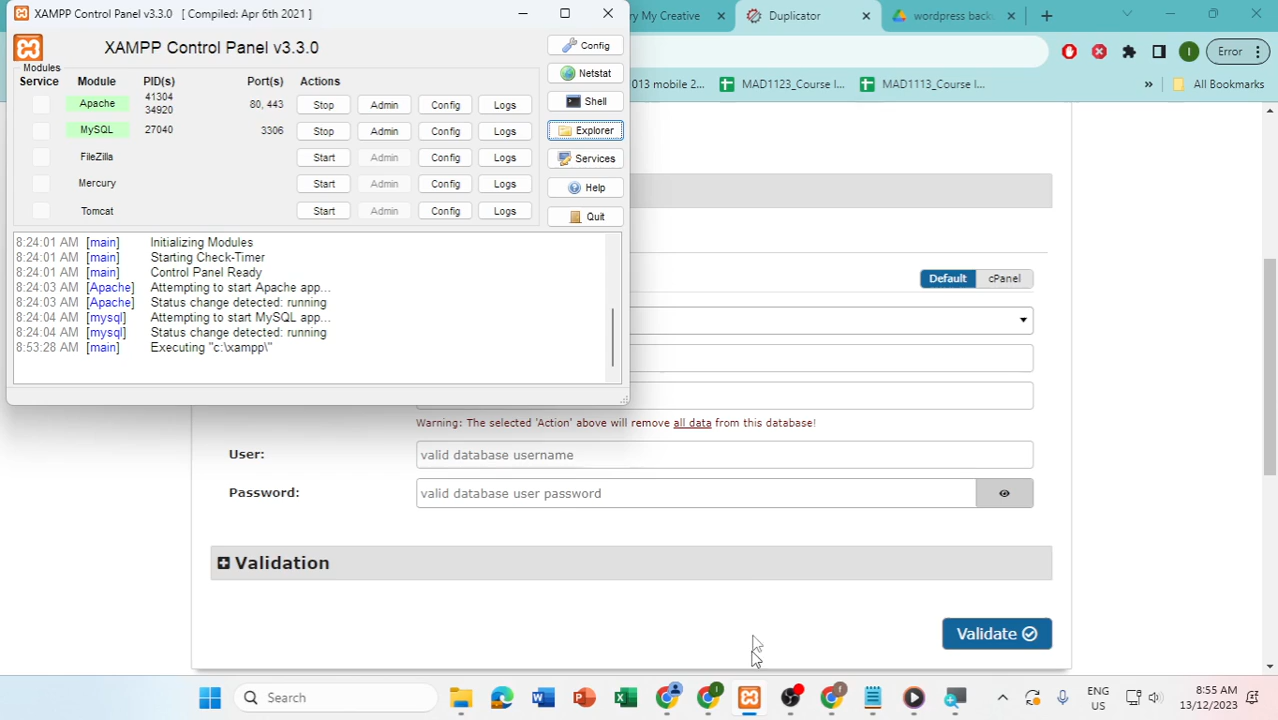 XAMPP Control Panel v3.3.0 [ Compiled: Apr 6th 2021 ]
ry My Creative
Duplicator
wordpress back
XAMPP Control Panel v3.3.0
Config
Error
Modules
Service Module PID(s) Port(s) Actions
Netstat
013 mobile 2... MAD1123_Course I... MAD1113_Course I... » All Bookmarks
Apache 41304 34920 80, 443 Stop Admin Config Logs
Shell
MySQL 27040 3306 Stop Admin Config Logs
Explorer
FileZilla Start Admin Config Logs
Services
Mercury Start Admin Config Logs
Help
Tomcat Start Admin Config Logs
Quit
8:24:01 AM [main] Initializing Modules
8:24:01 AM [main] Starting Check-Timer
8:24:01 AM [main] Control Panel Ready
8:24:03 AM [Apache] Attempting to start Apache app...
8:24:03 AM [Apache] Status change detected: running
8:24:04 AM [mysql] Attempting to start MySQL app...
8:24:04 AM [mysql] Status change detected: running
8:53:28 AM [main] Executing "c:\xampp\"
Default cPanel
Warning: The selected 'Action' above will remove all data from this database!
User: valid database username
Password: valid database user password
Validation
Validate
Search
ENG
US
8:55 AM
13/12/2023